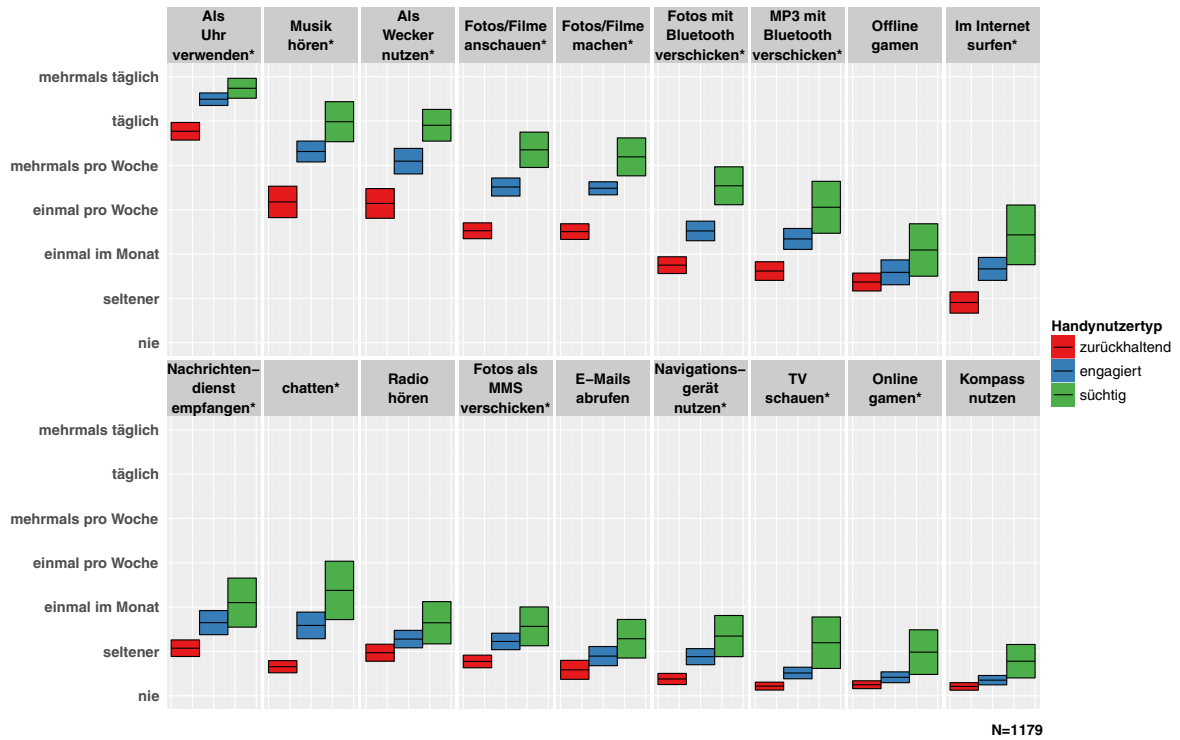 Als
Uhr
verwenden*
Musik
hören*
Als
Wecker
nutzen*
Fotos/Filme
anschauen*
Fotos/Filme
machen*
Fotos mit
Bluetooth
verschicken*
MP3 mit
Bluetooth
verschicken*
Offline
gamen
Im Internet
surfen*
mehrmals täglich
täglich
mehrmals pro Woche
einmal pro Woche
einmal im Monat
seltener
nie
Handynutzertyp
zurückhaltend
engagiert
süchtig
Nachrichten–
dienst
empfangen*
chatten*
Radio
hören
Fotos als
MMS
verschicken*
E–Mails
abrufen
Navigations–
gerät
nutzen*
TV
schauen*
Online
gamen*
Kompass
nutzen
mehrmals täglich
täglich
mehrmals pro Woche
einmal pro Woche
einmal im Monat
seltener
nie
N=1179